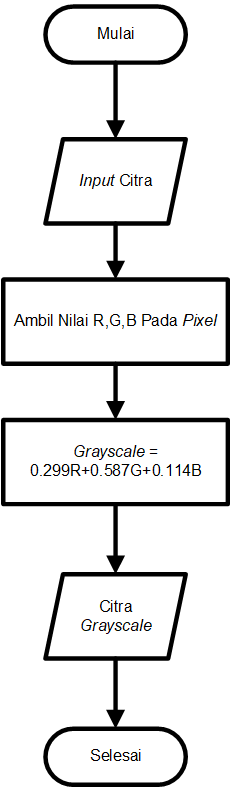 Mulai
Input Citra
Ambil Nilai R,G,B Pada Pixel
Grayscale =
0.299R+0.587G+0.114B
Citra
Grayscale
Selesai